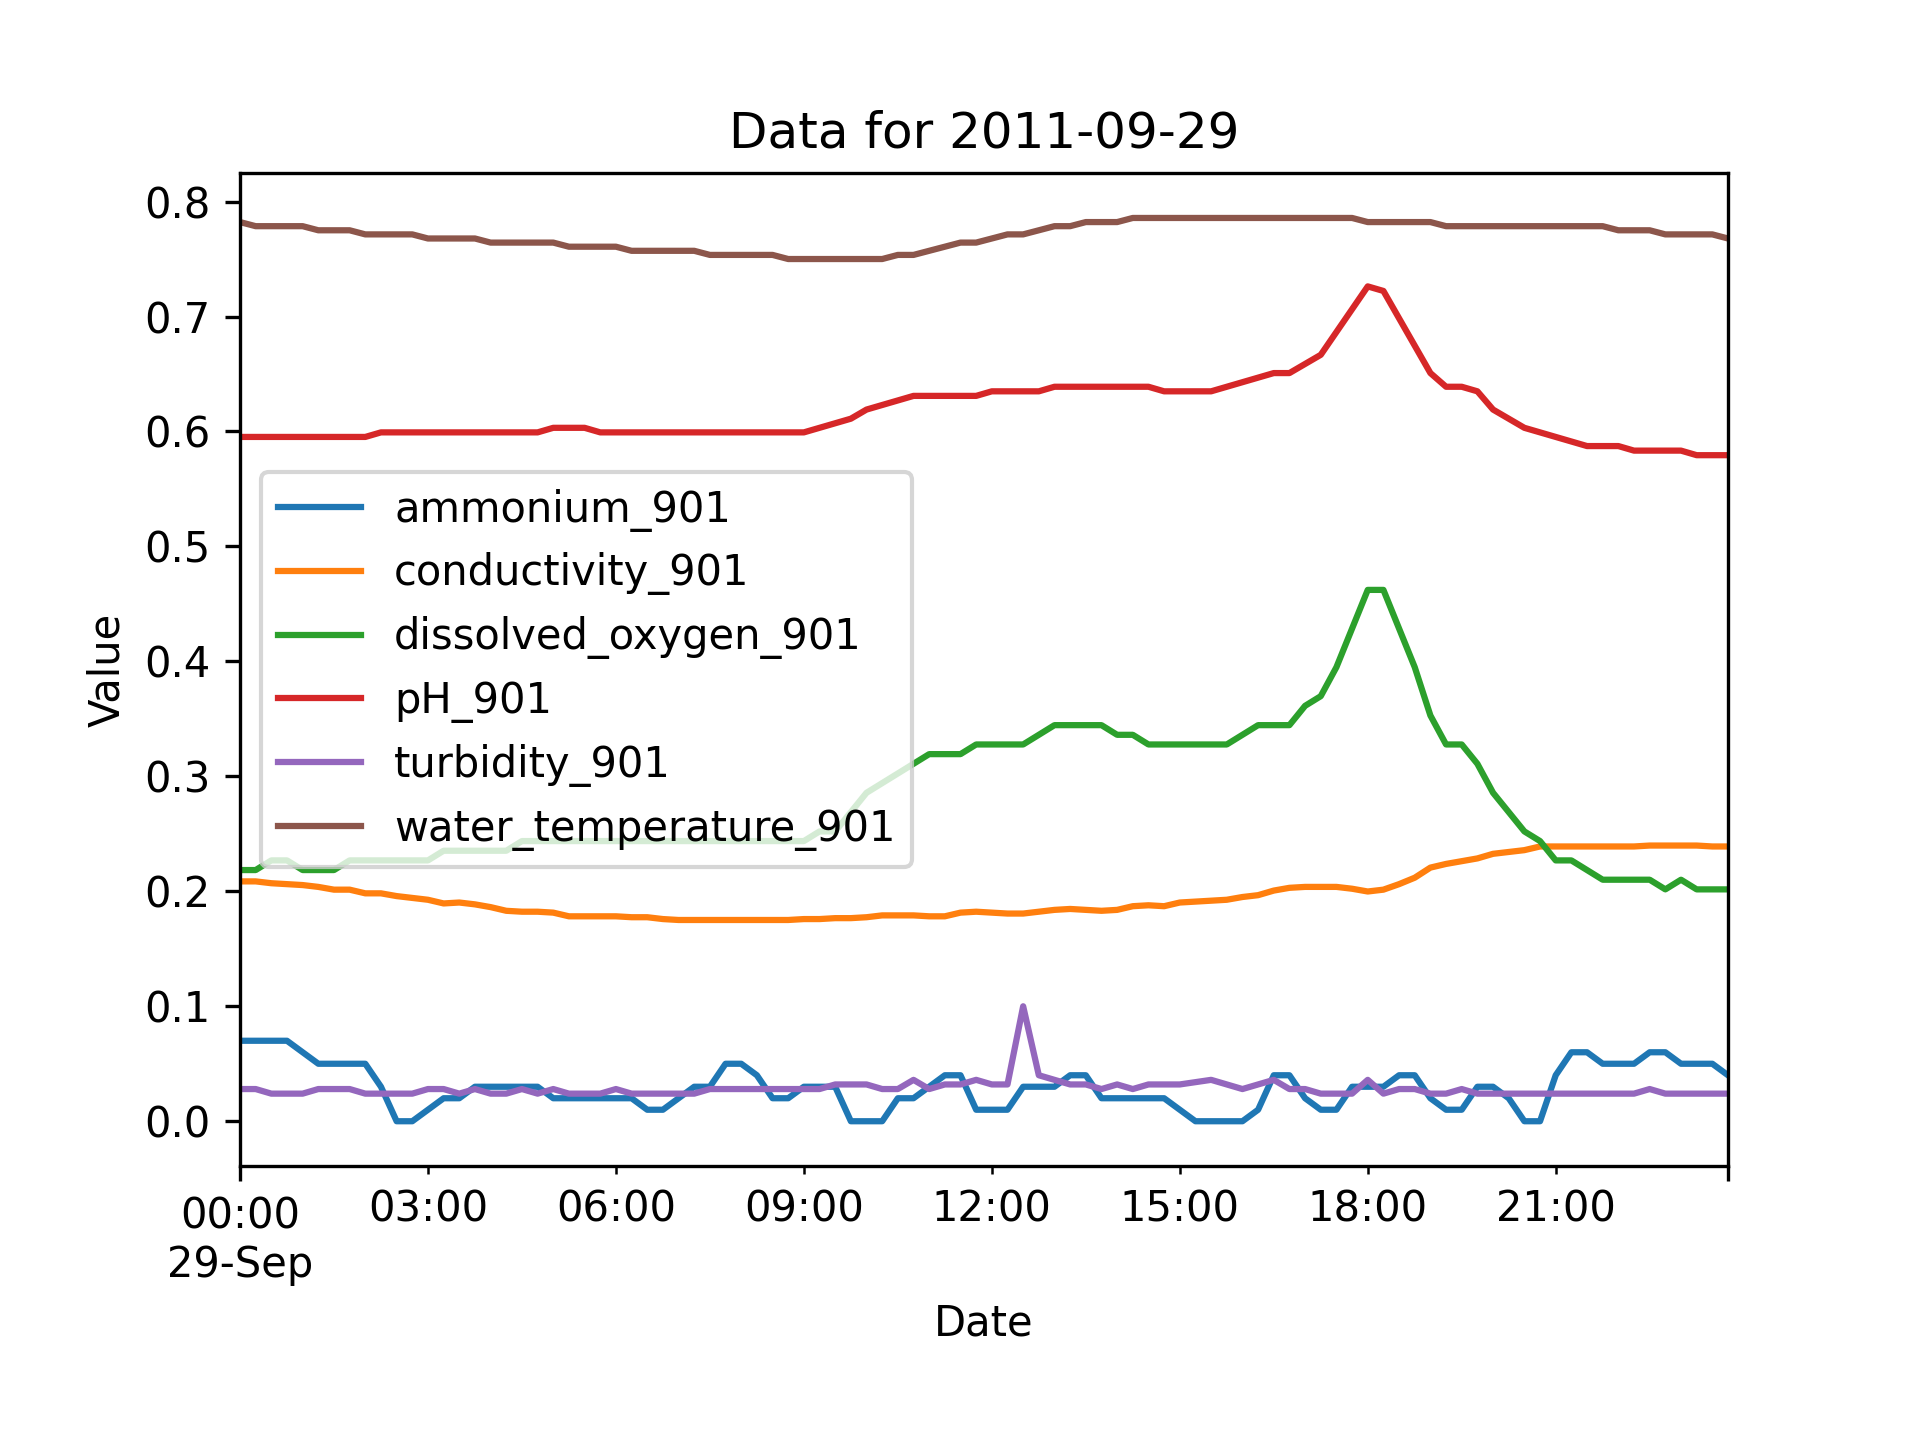 Data for 2011-09-29
Value
0.8
0.7
0.6
0.5
0.4
0.3
0.2
0.1
0.0
ammonium_901
conductivity_901
dissolved_oxygen_901
pH_901
turbidity_901
water_temperature_901
00:00 03:00 06:00 09:00 12:00 15:00 18:00 21:00
29-Sep
Date